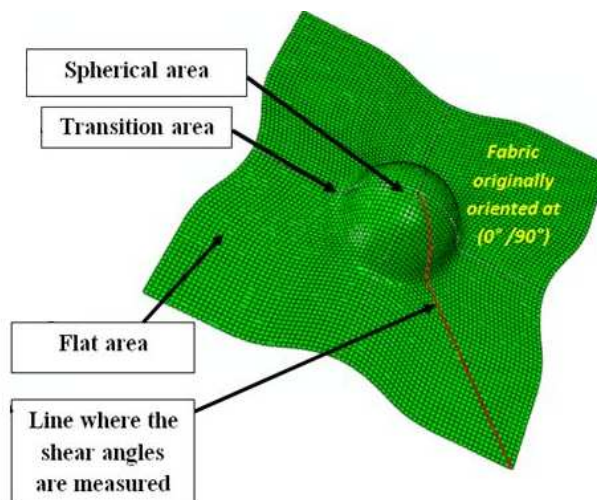 Spherical area
Transition area
Fabric
originally
oriented at
(0° /90°)
Flat area
Line where the
shear angles
are measured